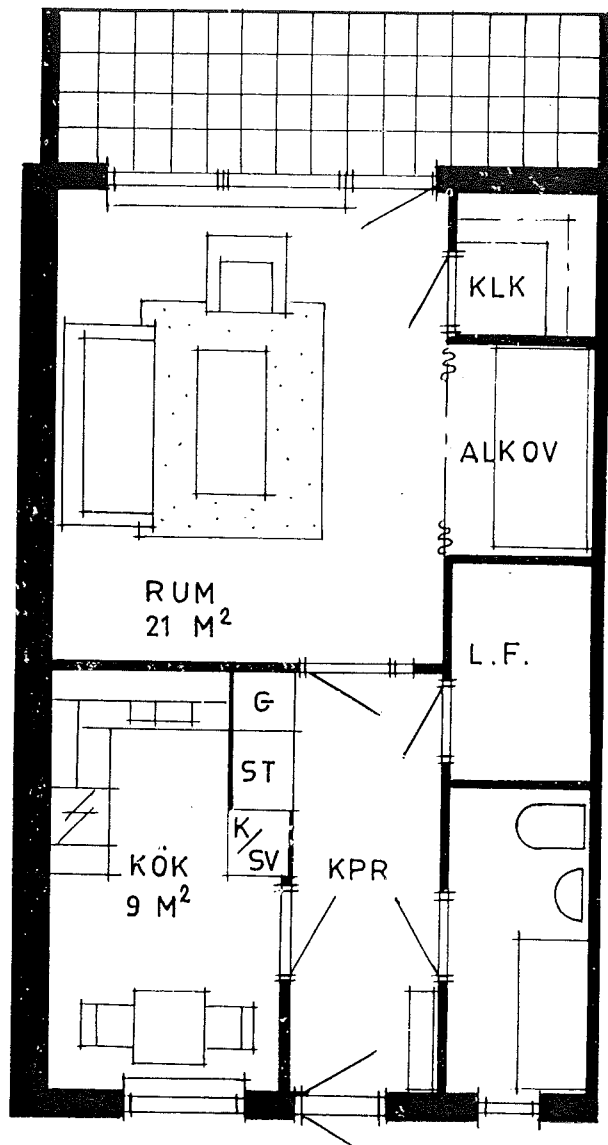 KLK
ALKOV
RUM
21 M²
L.F.
G
ST
K/SV
KÖK
9 M²
KPR